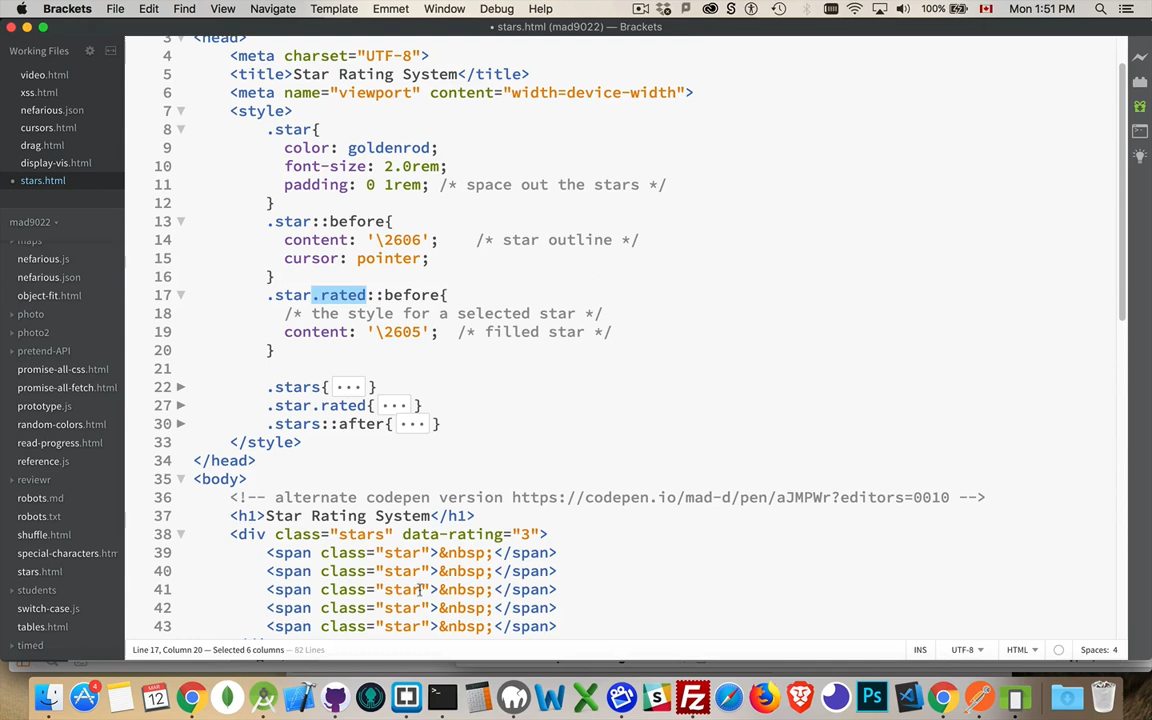 Brackets File Edit Find View Navigate Template Emmet Window Debug Help 100% Mon 1:51 PM
• stars.html (mad9022) — Brackets
Working Files
video.html
xss.html
nefarious.json
cursors.html
drag.html
display-vis.html
• stars.html
mad9022
maps
nefarious.js
nefarious.json
object-fit.html
photo
photo2
pretend-API
promise-all-css.html
promise-all-fetch.html
prototype.js
random-colors.html
read-progress.html
reference.js
reviewr
robots.md
robots.txt
shuffle.html
special-characters.htm
stars.html
students
switch-case.js
tables.html
timed
3 <head>
4 <meta charset="UTF-8">
5 <title>Star Rating System</title>
6 <meta name="viewport" content="width=device-width">
7 <style>
8 .star{
9 color: goldenrod;
10 font-size: 2.0rem;
11 padding: 0 1rem; /* space out the stars */
12 }
13 .star::before{
14 content: '\2606'; /* star outline */
15 cursor: pointer;
16 }
17 .star.rated::before{
18 /* the style for a selected star */
19 content: '\2605'; /* filled star */
20 }
21
22 .stars{ ... }
27 .star.rated{ ... }
30 .stars::after{ ... }
33 </style>
34 </head>
35 <body>
36 <!-- alternate codepen version https://codepen.io/mad-d/pen/aJMPWr?editors=0010 -->
37 <h1>Star Rating System</h1>
38 <div class="stars" data-rating="3">
39 <span class="star">&nbsp;</span>
40 <span class="star">&nbsp;</span>
41 <span class="star">&nbsp;</span>
42 <span class="star">&nbsp;</span>
43 <span class="star">&nbsp;</span>
Line 17, Column 20 — Selected 6 columns — 82 Lines INS UTF-8 HTML Spaces: 4